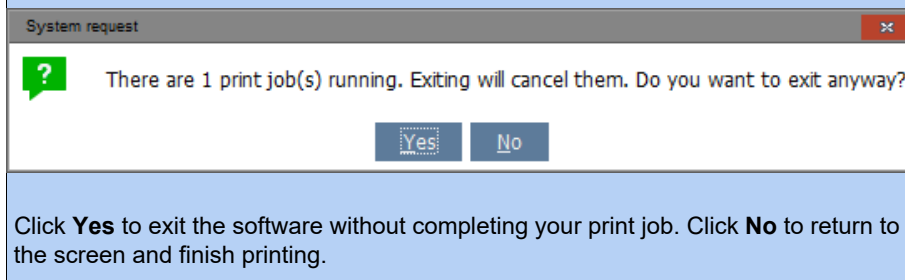 System request
?
There are 1 print job(s) running. Exiting will cancel them. Do you want to exit anyway?
Yes No
Click Yes to exit the software without completing your print job. Click No to return to
the screen and finish printing.